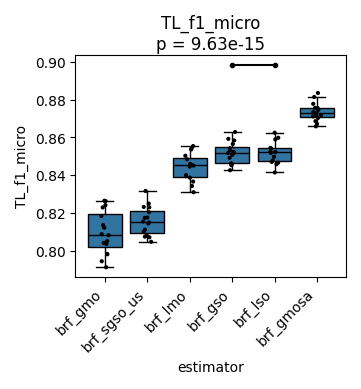 TL_f1_micro
p = 9.63e-15
TL_f1_micro
0.90
0.88
0.86
0.84
0.82
0.80
brf_gmo
brf_sgso_us
brf_lmo
brf_gso
brf_lso
brf_gmosa
estimator